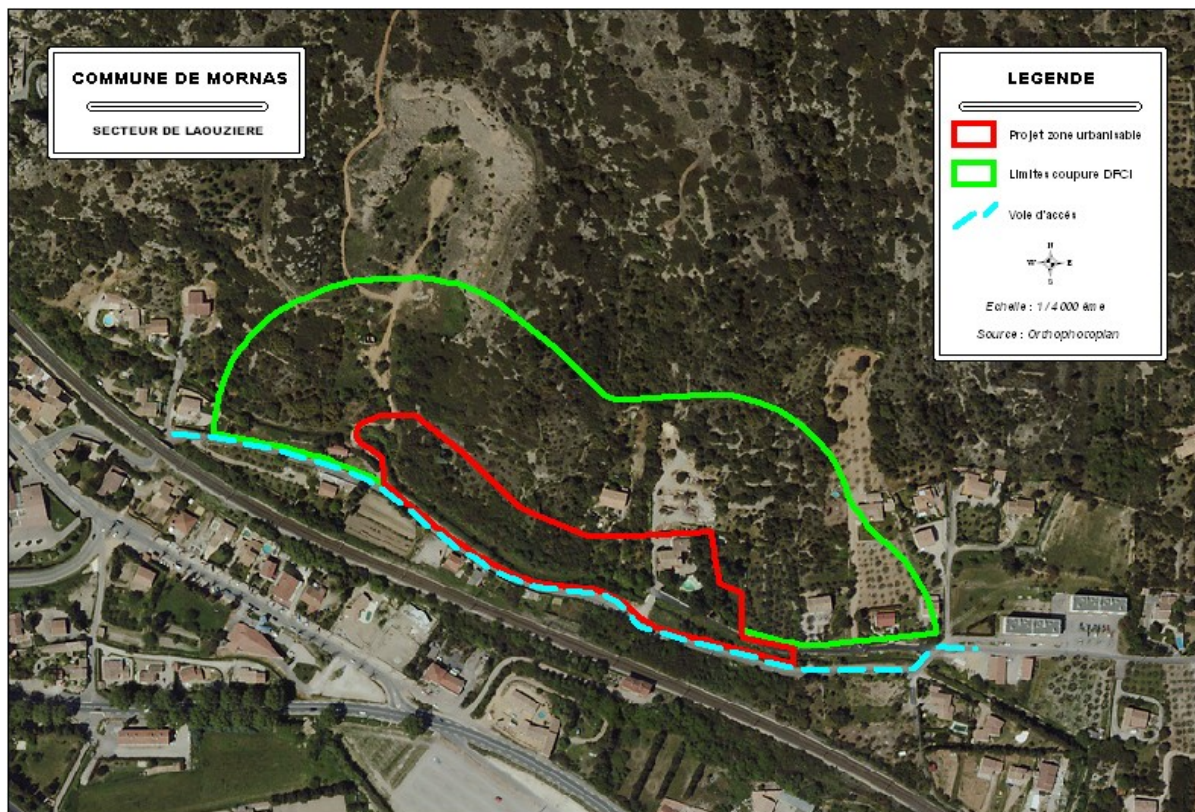 COMMUNE DE MORNAS
SECTEUR DE LAOUZIERE
LEGENDE
Projet zone urbanisable
Limites coupure DFCI
Voie d'accés
N
W E
S
Echelle : 1 / 4 000 ème
Source : Orthophotoplan